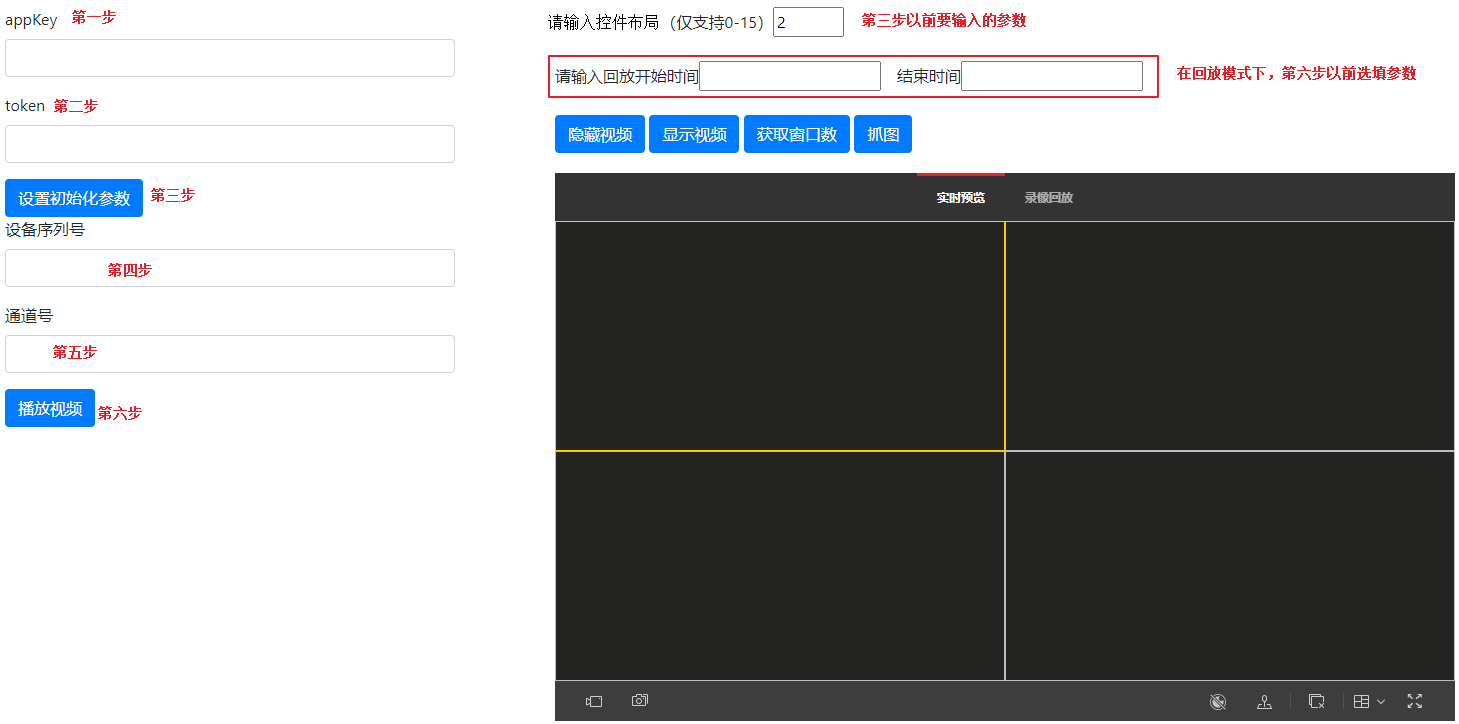 appKey 第一步
token 第二步
设置初始化参数 第三步
设备序列号
第四步
通道号
第五步
播放视频 第六步
请输入控件布局（仅支持0-15） 2 第三步以前要输入的参数
请输入回放开始时间 结束时间 在回放模式下，第六步以前选填参数
隐藏视频 显示视频 获取窗口数 抓图
实时预览 录像回放